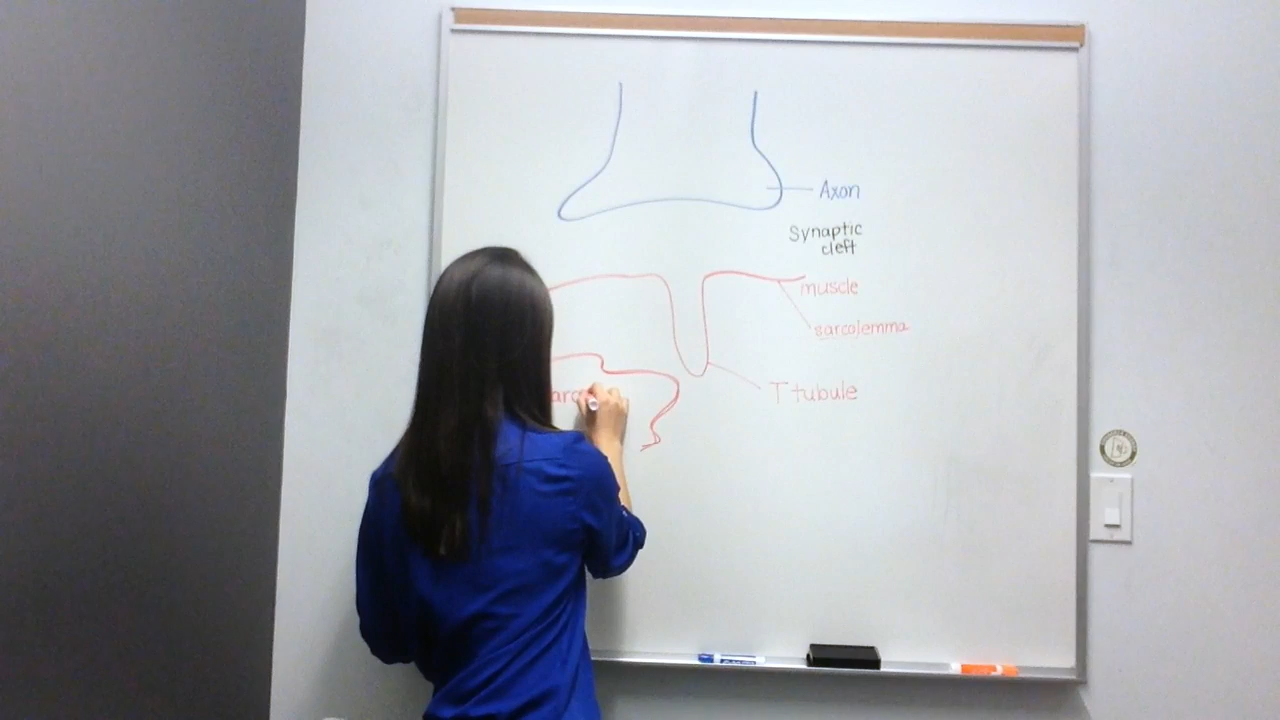 Axon
Synaptic
cleft
muscle
sarcolemma
T tubule